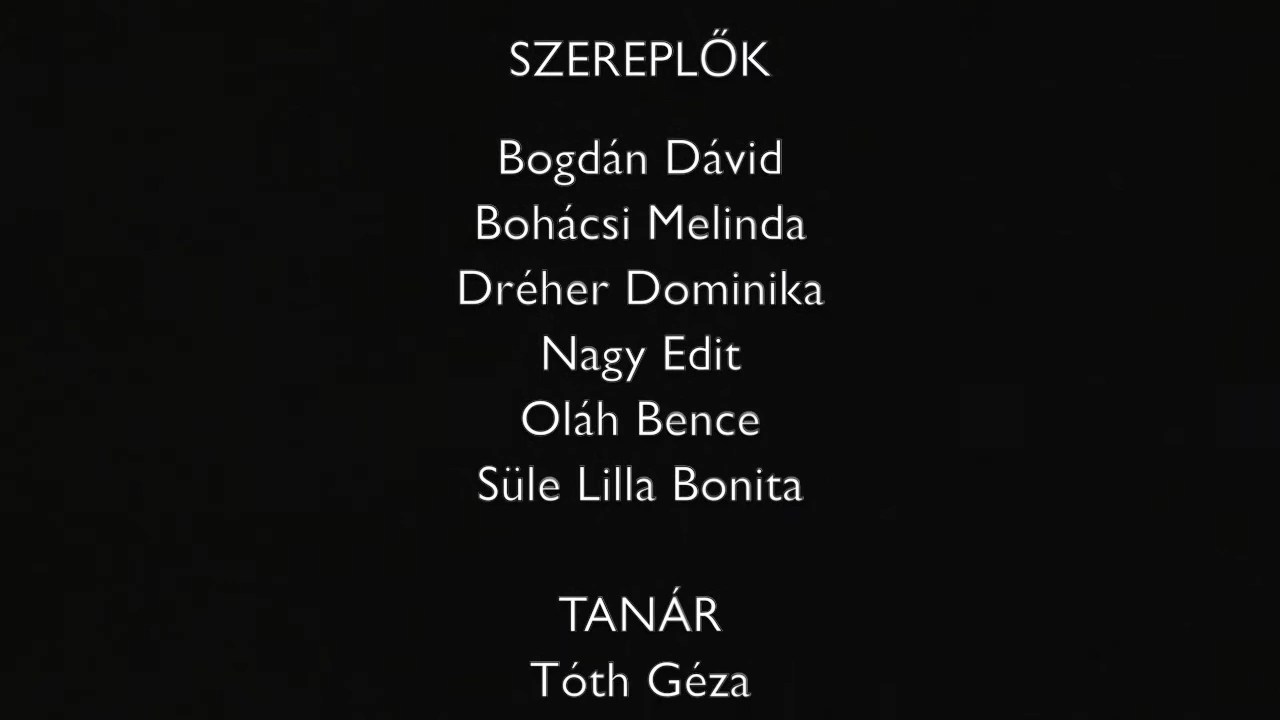 SZEREPLŐK
Bogdán Dávid
Bohácsi Melinda
Dréher Dominika
Nagy Edit
Oláh Bence
Süle Lilla Bonita
TANÁR
Tóth Géza